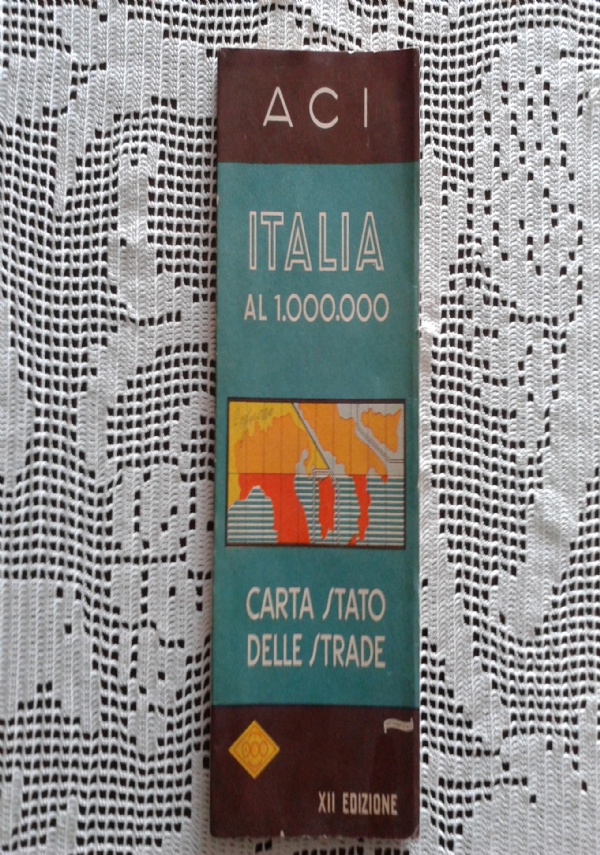 ACI
ITALIA
AL 1.000.000
CARTA STATO
DELLE STRADE
XII EDIZIONE